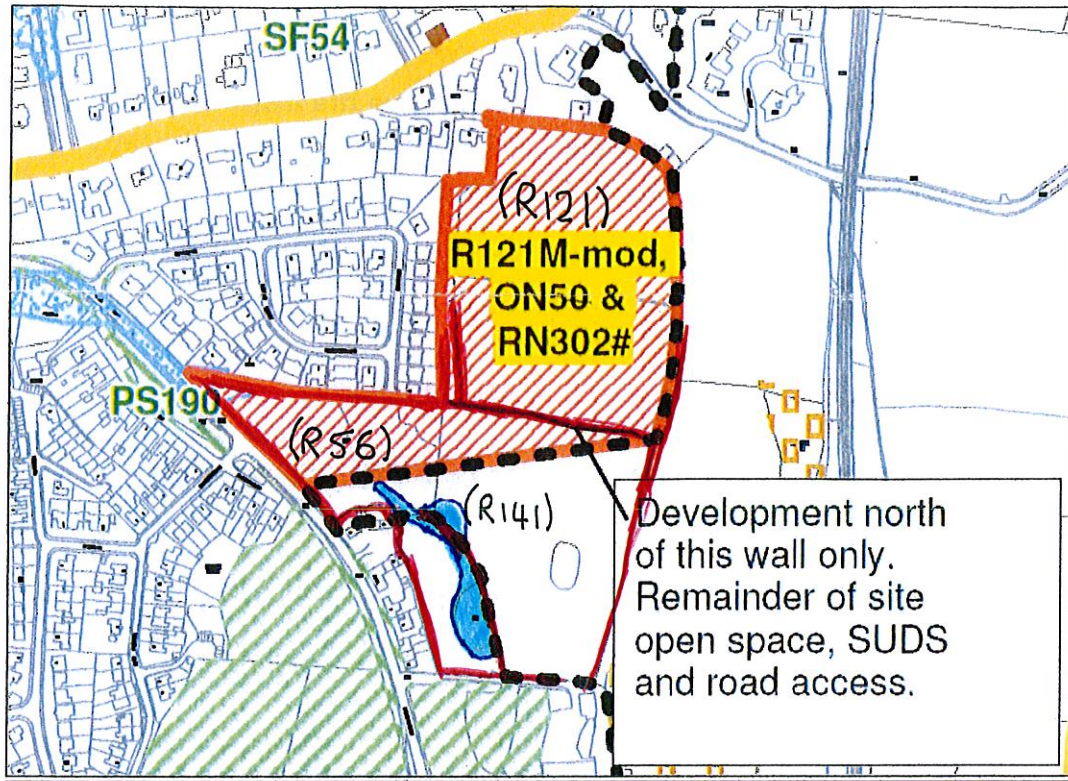 SF54
(R121)
R121M-mod,
ON50 &
RN302#
PS190
(R56)
(R141)
Development north
of this wall only.
Remainder of site
open space, SUDS
and road access.